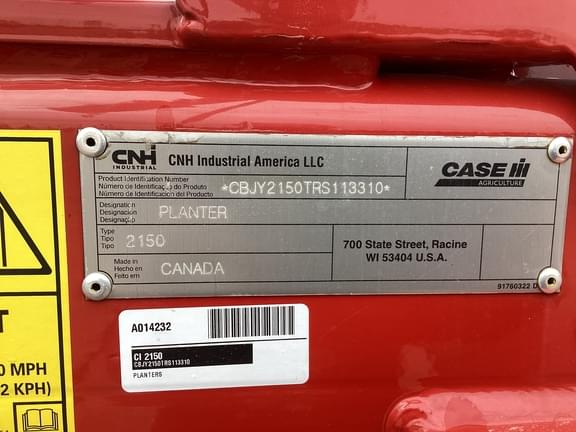 CNH
INDUSTRIAL
CNH Industrial America LLC
Product Identification Number
Número de Identificação do Produto
Número de identificación del Producto
*CBJY2150TRS113310*
CASE IH
AGRICULTURE
Designation
Designación
Designação
PLANTER
Type
Tipo
Tipo
2150
700 State Street, Racine
WI 53404 U.S.A.
Made in
Hecho en
Feito em
CANADA
91760322 D
A014232
CI 2150
CBJY2150TRS113310
PLANTERS
T
0 MPH
2 KPH)